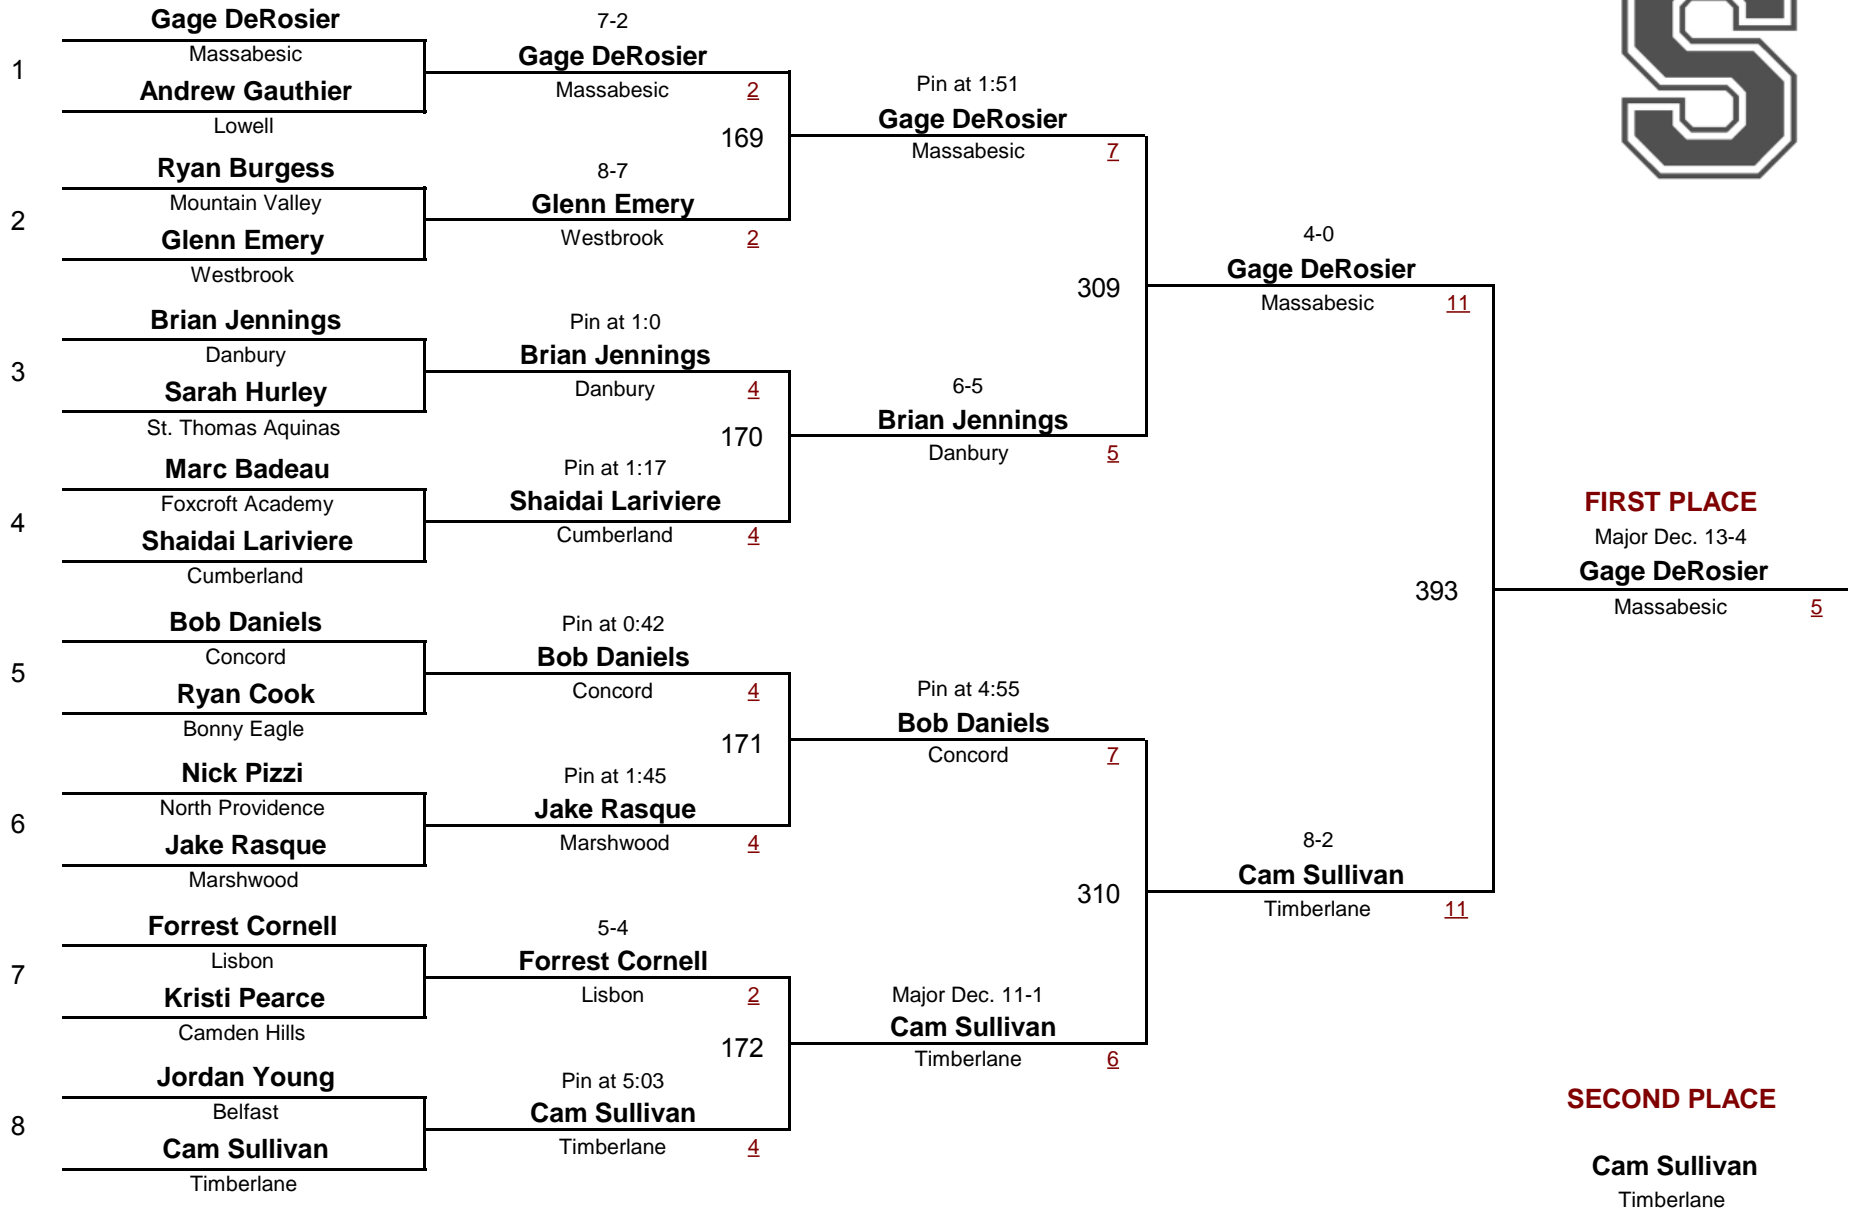 S
Gage DeRosier
Massabesic
1
Andrew Gauthier
Lowell
Ryan Burgess
Mountain Valley
2
Glenn Emery
Westbrook
Brian Jennings
Danbury
3
Sarah Hurley
St. Thomas Aquinas
Marc Badeau
Foxcroft Academy
4
Shaidai Lariviere
Cumberland
Bob Daniels
Concord
5
Ryan Cook
Bonny Eagle
Nick Pizzi
North Providence
6
Jake Rasque
Marshwood
Forrest Cornell
Lisbon
7
Kristi Pearce
Camden Hills
Jordan Young
Belfast
8
Cam Sullivan
Timberlane
7-2
Gage DeRosier
Massabesic 2
169
8-7
Glenn Emery
Westbrook 2
Pin at 1:0
Brian Jennings
Danbury 4
170
Pin at 1:17
Shaidai Lariviere
Cumberland 4
Pin at 0:42
Bob Daniels
Concord 4
171
Pin at 1:45
Jake Rasque
Marshwood 4
5-4
Forrest Cornell
Lisbon 2
172
Pin at 5:03
Cam Sullivan
Timberlane 4
Pin at 1:51
Gage DeRosier
Massabesic 7
309
6-5
Brian Jennings
Danbury 5
Pin at 4:55
Bob Daniels
Concord 7
310
Major Dec. 11-1
Cam Sullivan
Timberlane 6
4-0
Gage DeRosier
Massabesic 11
393
8-2
Cam Sullivan
Timberlane 11
FIRST PLACE
Major Dec. 13-4
Gage DeRosier
Massabesic 5
SECOND PLACE
Cam Sullivan
Timberlane